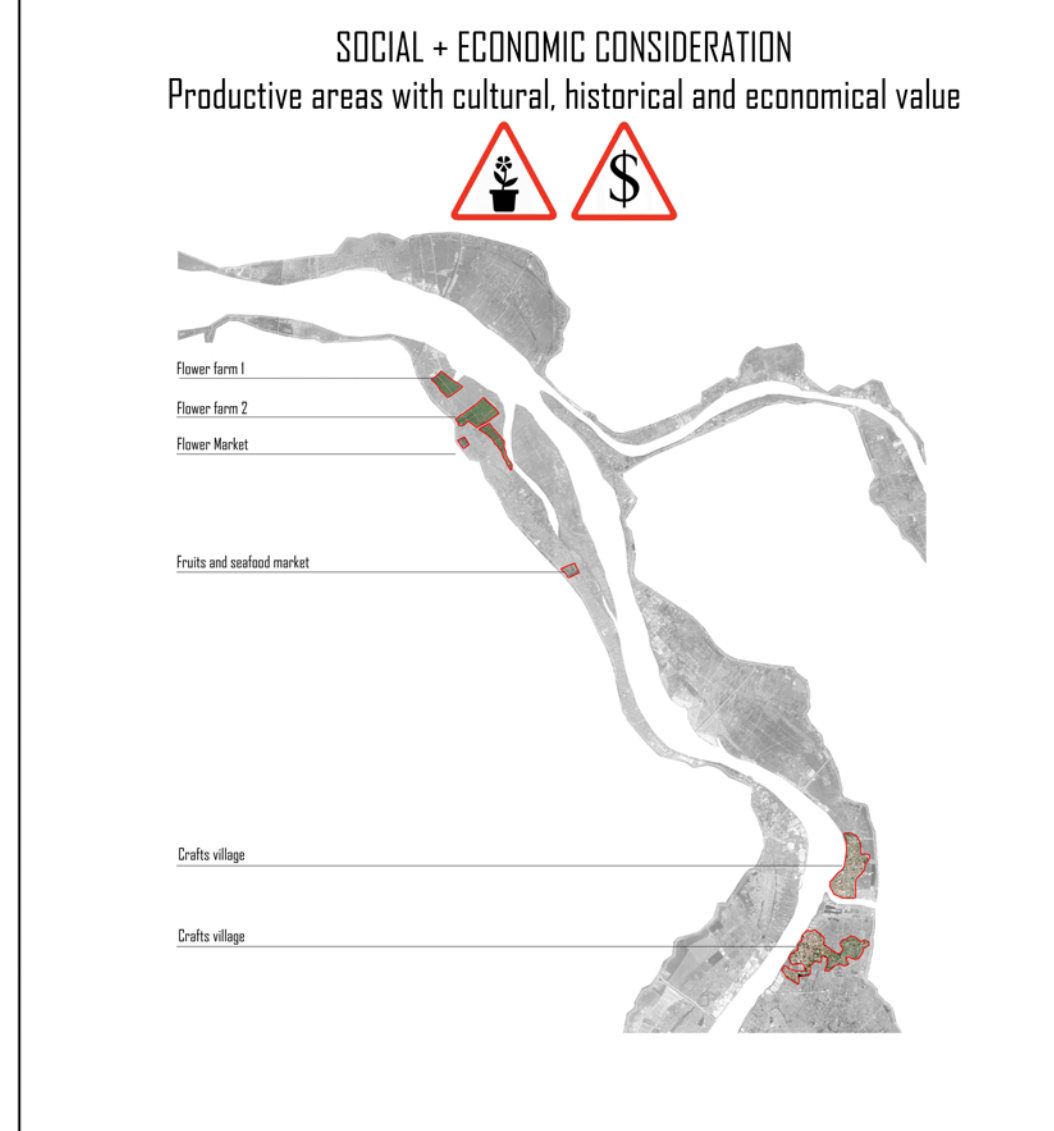 SOCIAL + ECONOMIC CONSIDERATION
Productive areas with cultural, historical and economical value
$
Flower farm 1
Flower farm 2
Flower Market
Fruits and seafood market
Crafts village
Crafts village